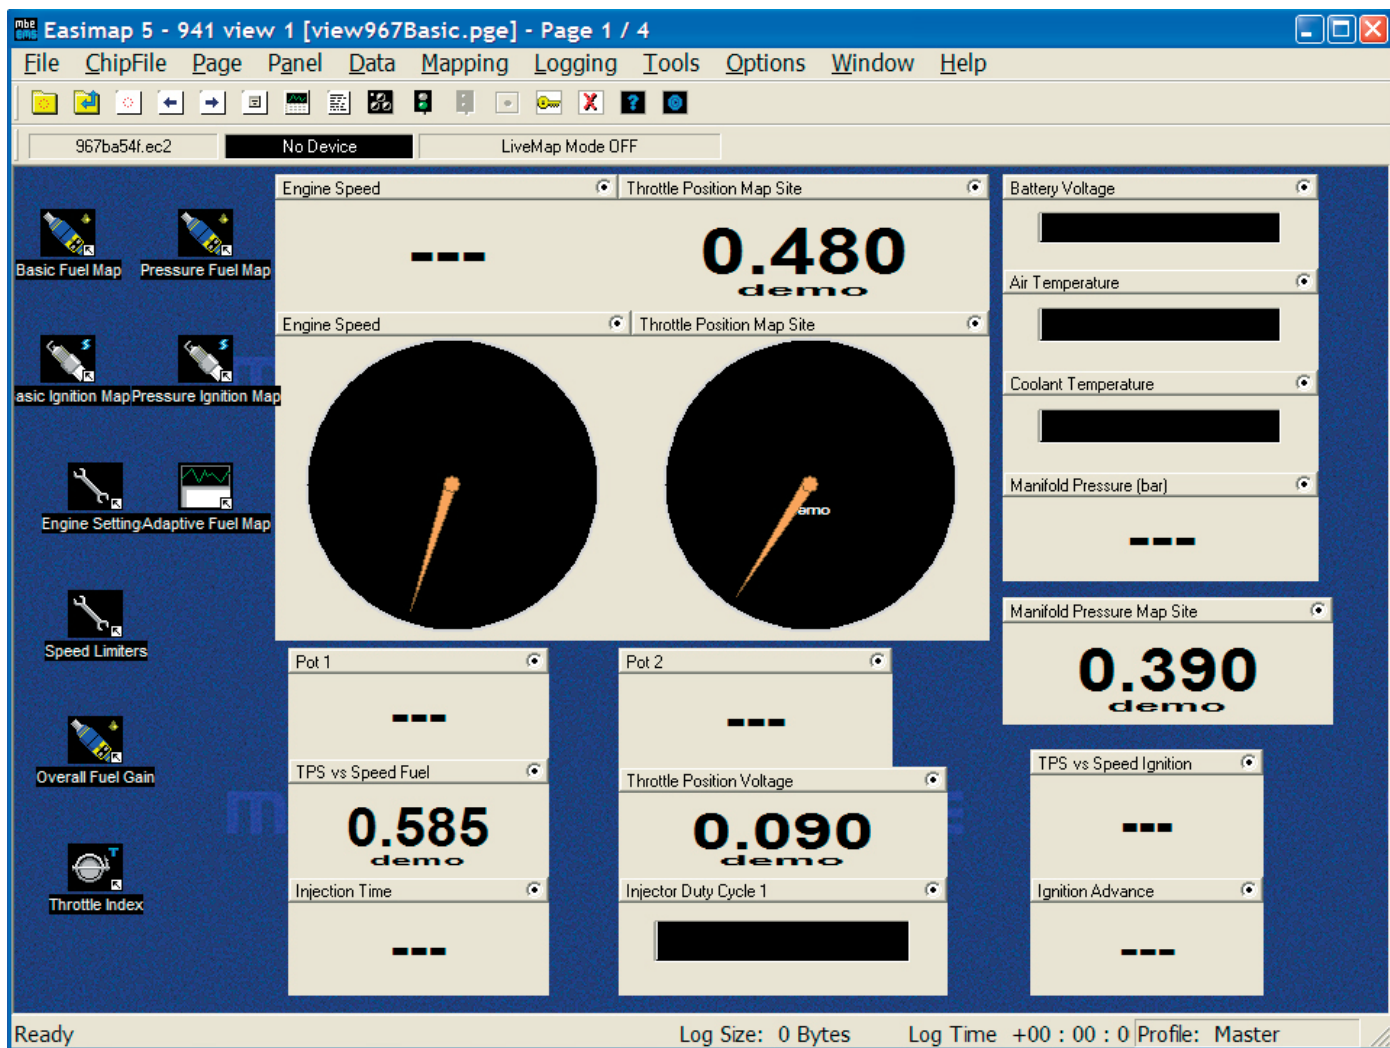 mbe
ems
Easimap 5 - 941 view 1 [view967Basic.pge] - Page 1 / 4
File ChipFile Page Panel Data Mapping Logging Tools Options Window Help
967ba54f.ec2 No Device LiveMap Mode OFF
Engine Speed Throttle Position Map Site Battery Voltage
Basic Fuel Map Pressure Fuel Map
--- 0.480
demo
Air Temperature
Engine Speed Throttle Position Map Site
asic Ignition Map Pressure Ignition Map
Coolant Temperature
Manifold Pressure (bar)
emo
Engine Setting Adaptive Fuel Map
---
Manifold Pressure Map Site
Speed Limiters
0.390
demo
Pot 1 Pot 2
--- ---
Overall Fuel Gain
TPS vs Speed Fuel Throttle Position Voltage TPS vs Speed Ignition
0.585 0.090 ---
demo demo
Throttle Index
Injection Time Injector Duty Cycle 1 Ignition Advance
--- ---
Ready Log Size: 0 Bytes Log Time +00 : 00 : 0 Profile: Master